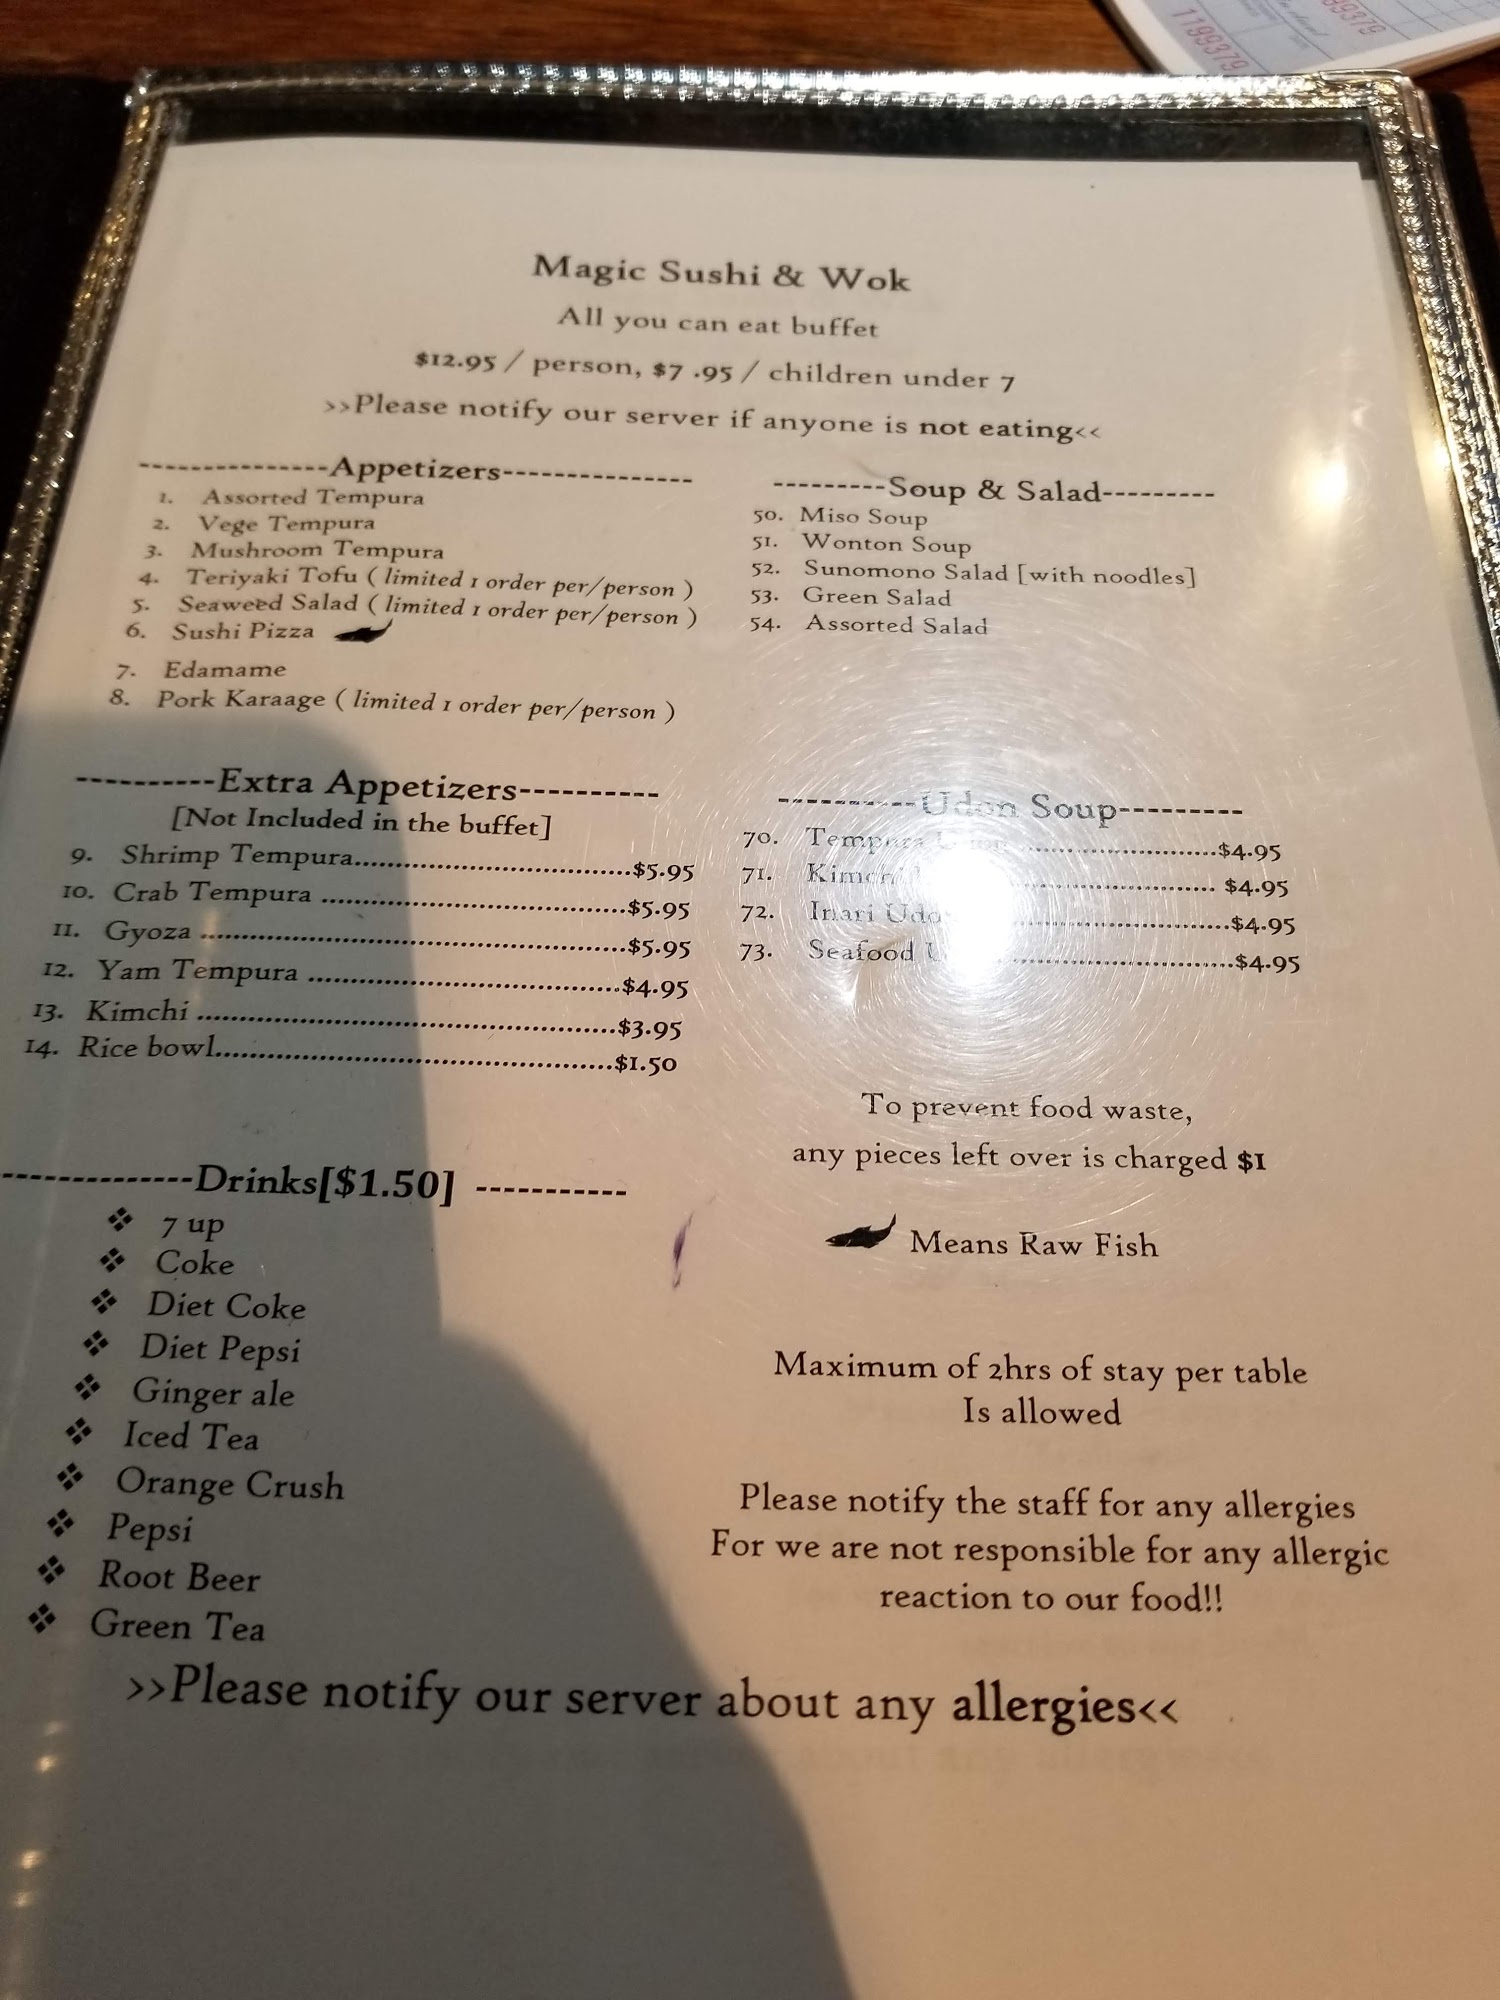 1199379
99379
Magic Sushi & Wok
All you can eat buffet
$12.95 / person, $7 .95 / children under 7
>>Please notify our server if anyone is not eating<<
---------------Appetizers---------------
1. Assorted Tempura
2. Vege Tempura
3. Mushroom Tempura
4. Teriyaki Tofu ( limited 1 order per/person )
5. Seaweed Salad ( limited 1 order per/person )
6. Sushi Pizza
7. Edamame
8. Pork Karaage ( limited 1 order per/person )
---------Soup & Salad---------
50. Miso Soup
51. Wonton Soup
52. Sunomono Salad [with noodles]
53. Green Salad
54. Assorted Salad
----------Extra Appetizers----------
[Not Included in the buffet]
9. Shrimp Tempura.................................$5.95
10. Crab Tempura .....................................$5.95
11. Gyoza ....................................................$5.95
12. Yam Tempura ......................................$4.95
13. Kimchi ...................................................$3.95
14. Rice bowl................................................$1.50
----------Udon Soup---------
70. Tempura ........................$4.95
71. Kimchi ........................ $4.95
72. Inari Udo ...........................$4.95
73. Seafood ...........................$4.95
To prevent food waste,
any pieces left over is charged $1
Means Raw Fish
Maximum of 2hrs of stay per table
Is allowed
Please notify the staff for any allergies
For we are not responsible for any allergic
reaction to our food!!
--------------Drinks[$1.50] -----------
❖ 7 up
❖ Coke
❖ Diet Coke
❖ Diet Pepsi
❖ Ginger ale
❖ Iced Tea
❖ Orange Crush
❖ Pepsi
❖ Root Beer
❖ Green Tea
>>Please notify our server about any allergies<<